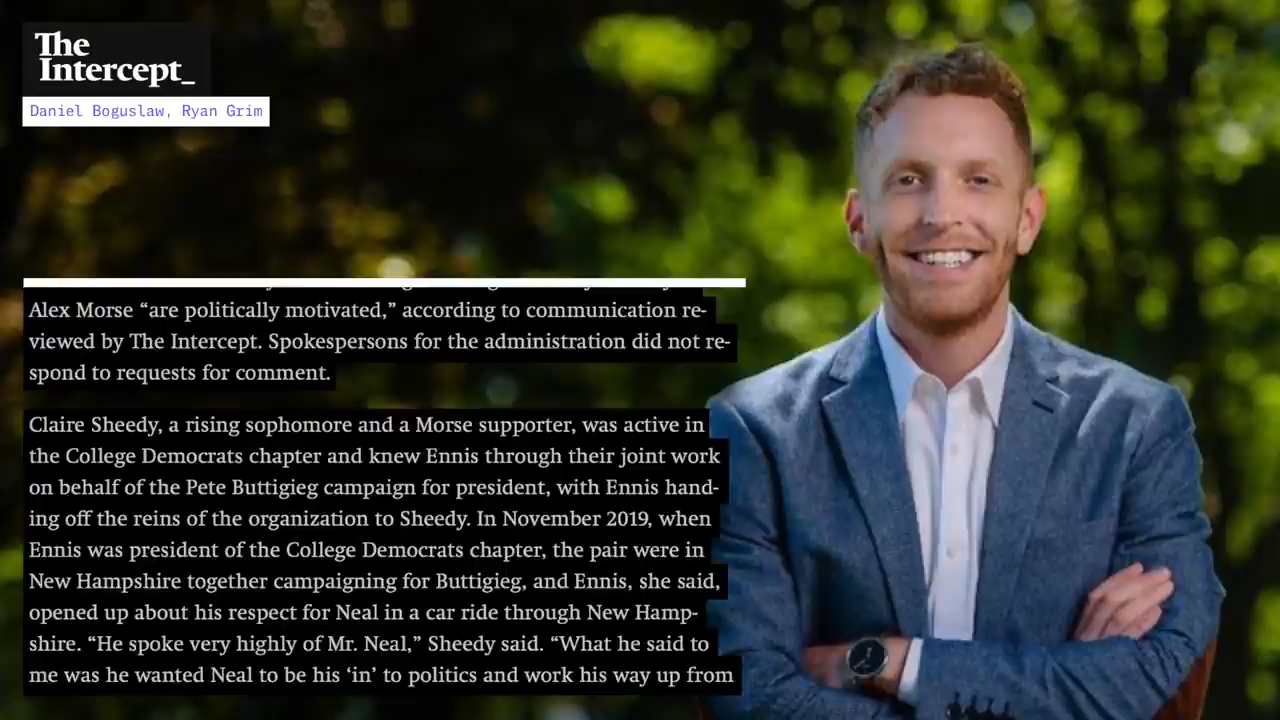 The
Intercept_
Daniel Boguslaw, Ryan Grim
Alex Morse “are politically motivated,” according to communication re-
viewed by The Intercept. Spokespersons for the administration did not re-
spond to requests for comment.
Claire Sheedy, a rising sophomore and a Morse supporter, was active in
the College Democrats chapter and knew Ennis through their joint work
on behalf of the Pete Buttigieg campaign for president, with Ennis hand-
ing off the reins of the organization to Sheedy. In November 2019, when
Ennis was president of the College Democrats chapter, the pair were in
New Hampshire together campaigning for Buttigieg, and Ennis, she said,
opened up about his respect for Neal in a car ride through New Hamp-
shire. “He spoke very highly of Mr. Neal,” Sheedy said. “What he said to
me was he wanted Neal to be his ‘in’ to politics and work his way up from